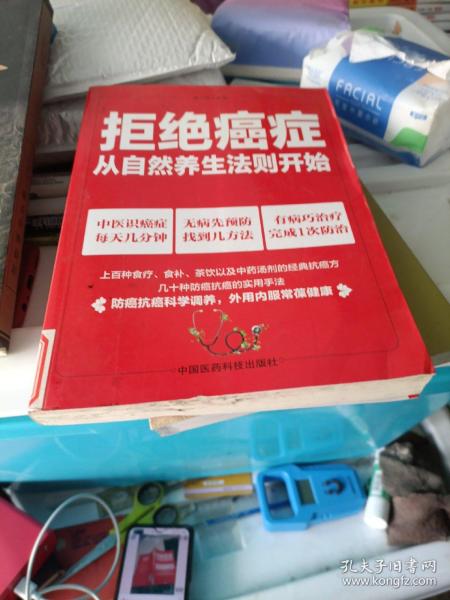 FACIAL
拒绝癌症
从自然养生法则开始
中医识癌症
每天几分钟
无病先预防
找到几方法
有病巧治疗
完成1次防治
上百种食疗、食补、茶饮以及中药汤剂的经典抗癌方
几十种防癌抗癌的实用手法
防癌抗癌科学调养，外用内服常葆健康
中国医药科技出版社
孔夫子旧书网
www.kongfz.com